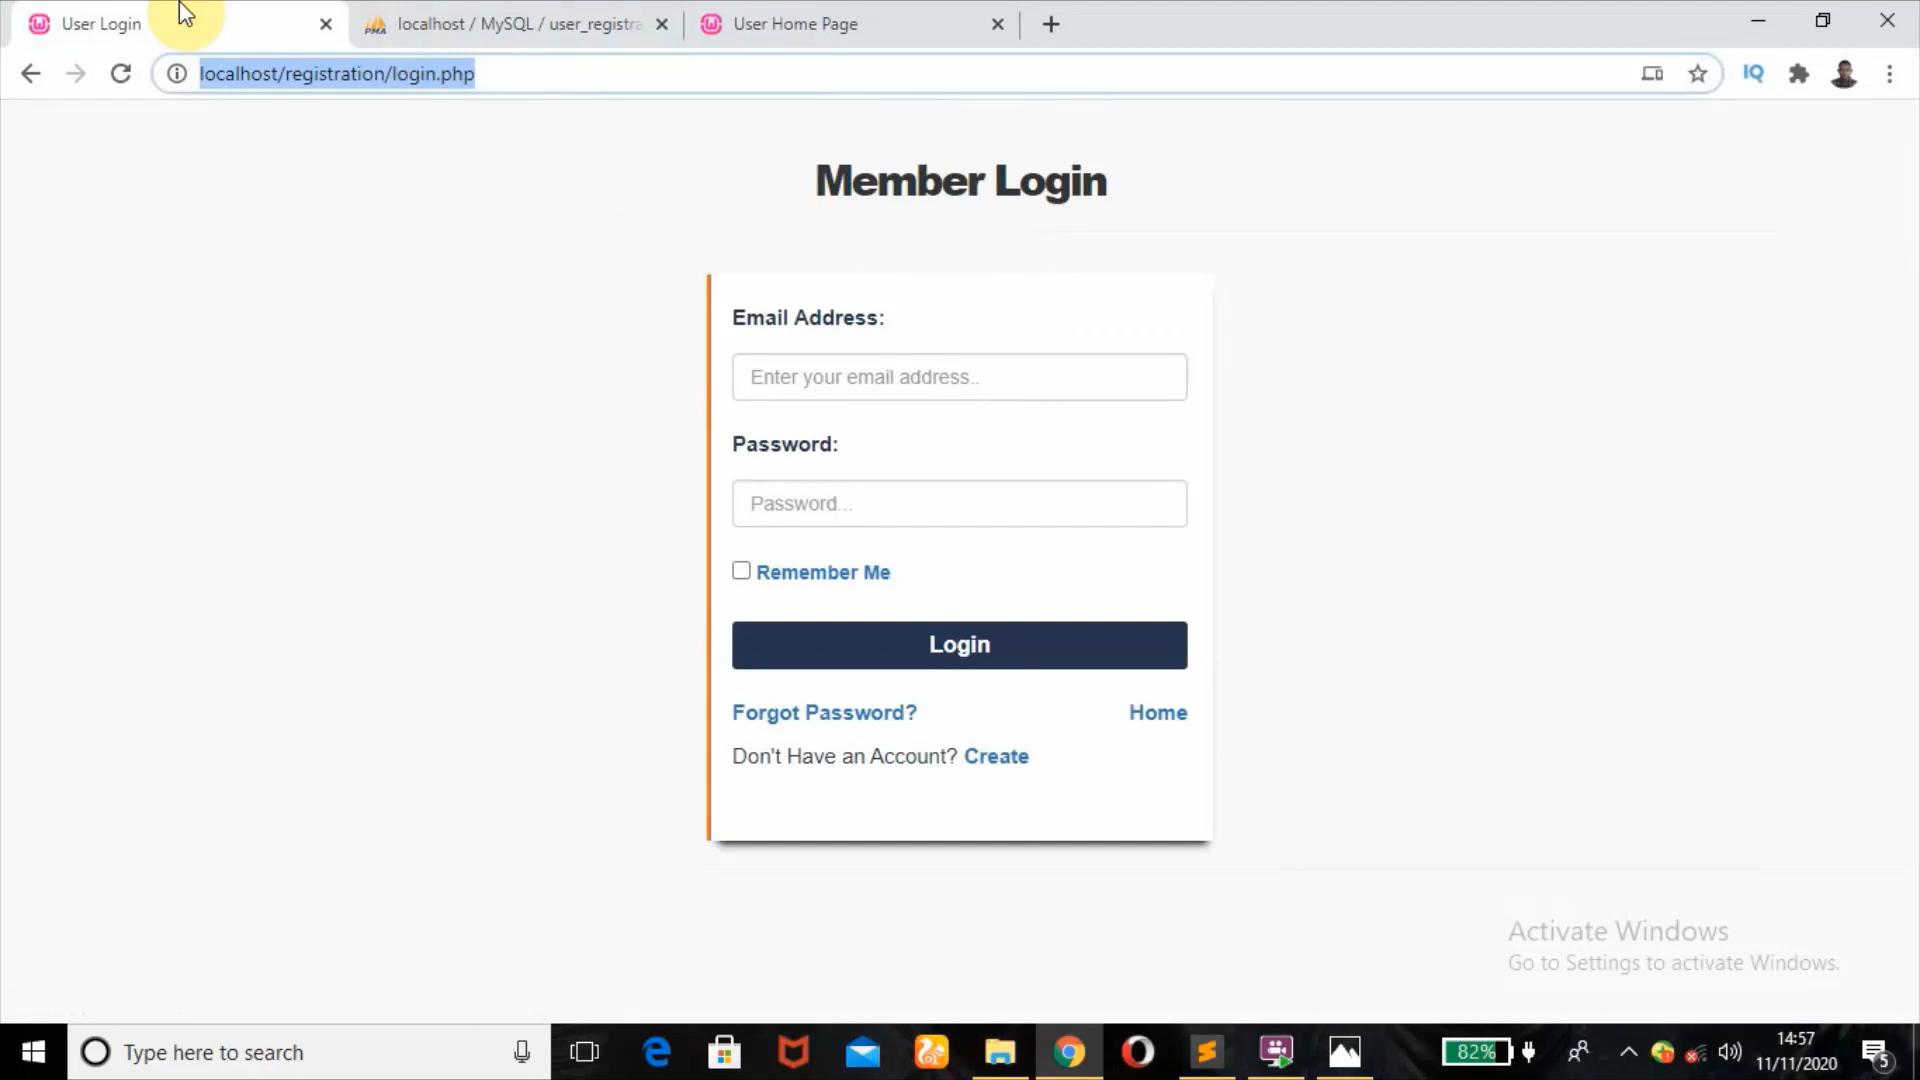 User Login
localhost / MySQL / user_registra
User Home Page
localhost/registration/login.php
IQ
Member Login
Email Address:
Enter your email address..
Password:
Password...
Remember Me
Login
Forgot Password?
Home
Don't Have an Account? Create
Activate Windows
Go to Settings to activate Windows.
Type here to search
82%
14:57
11/11/2020
5